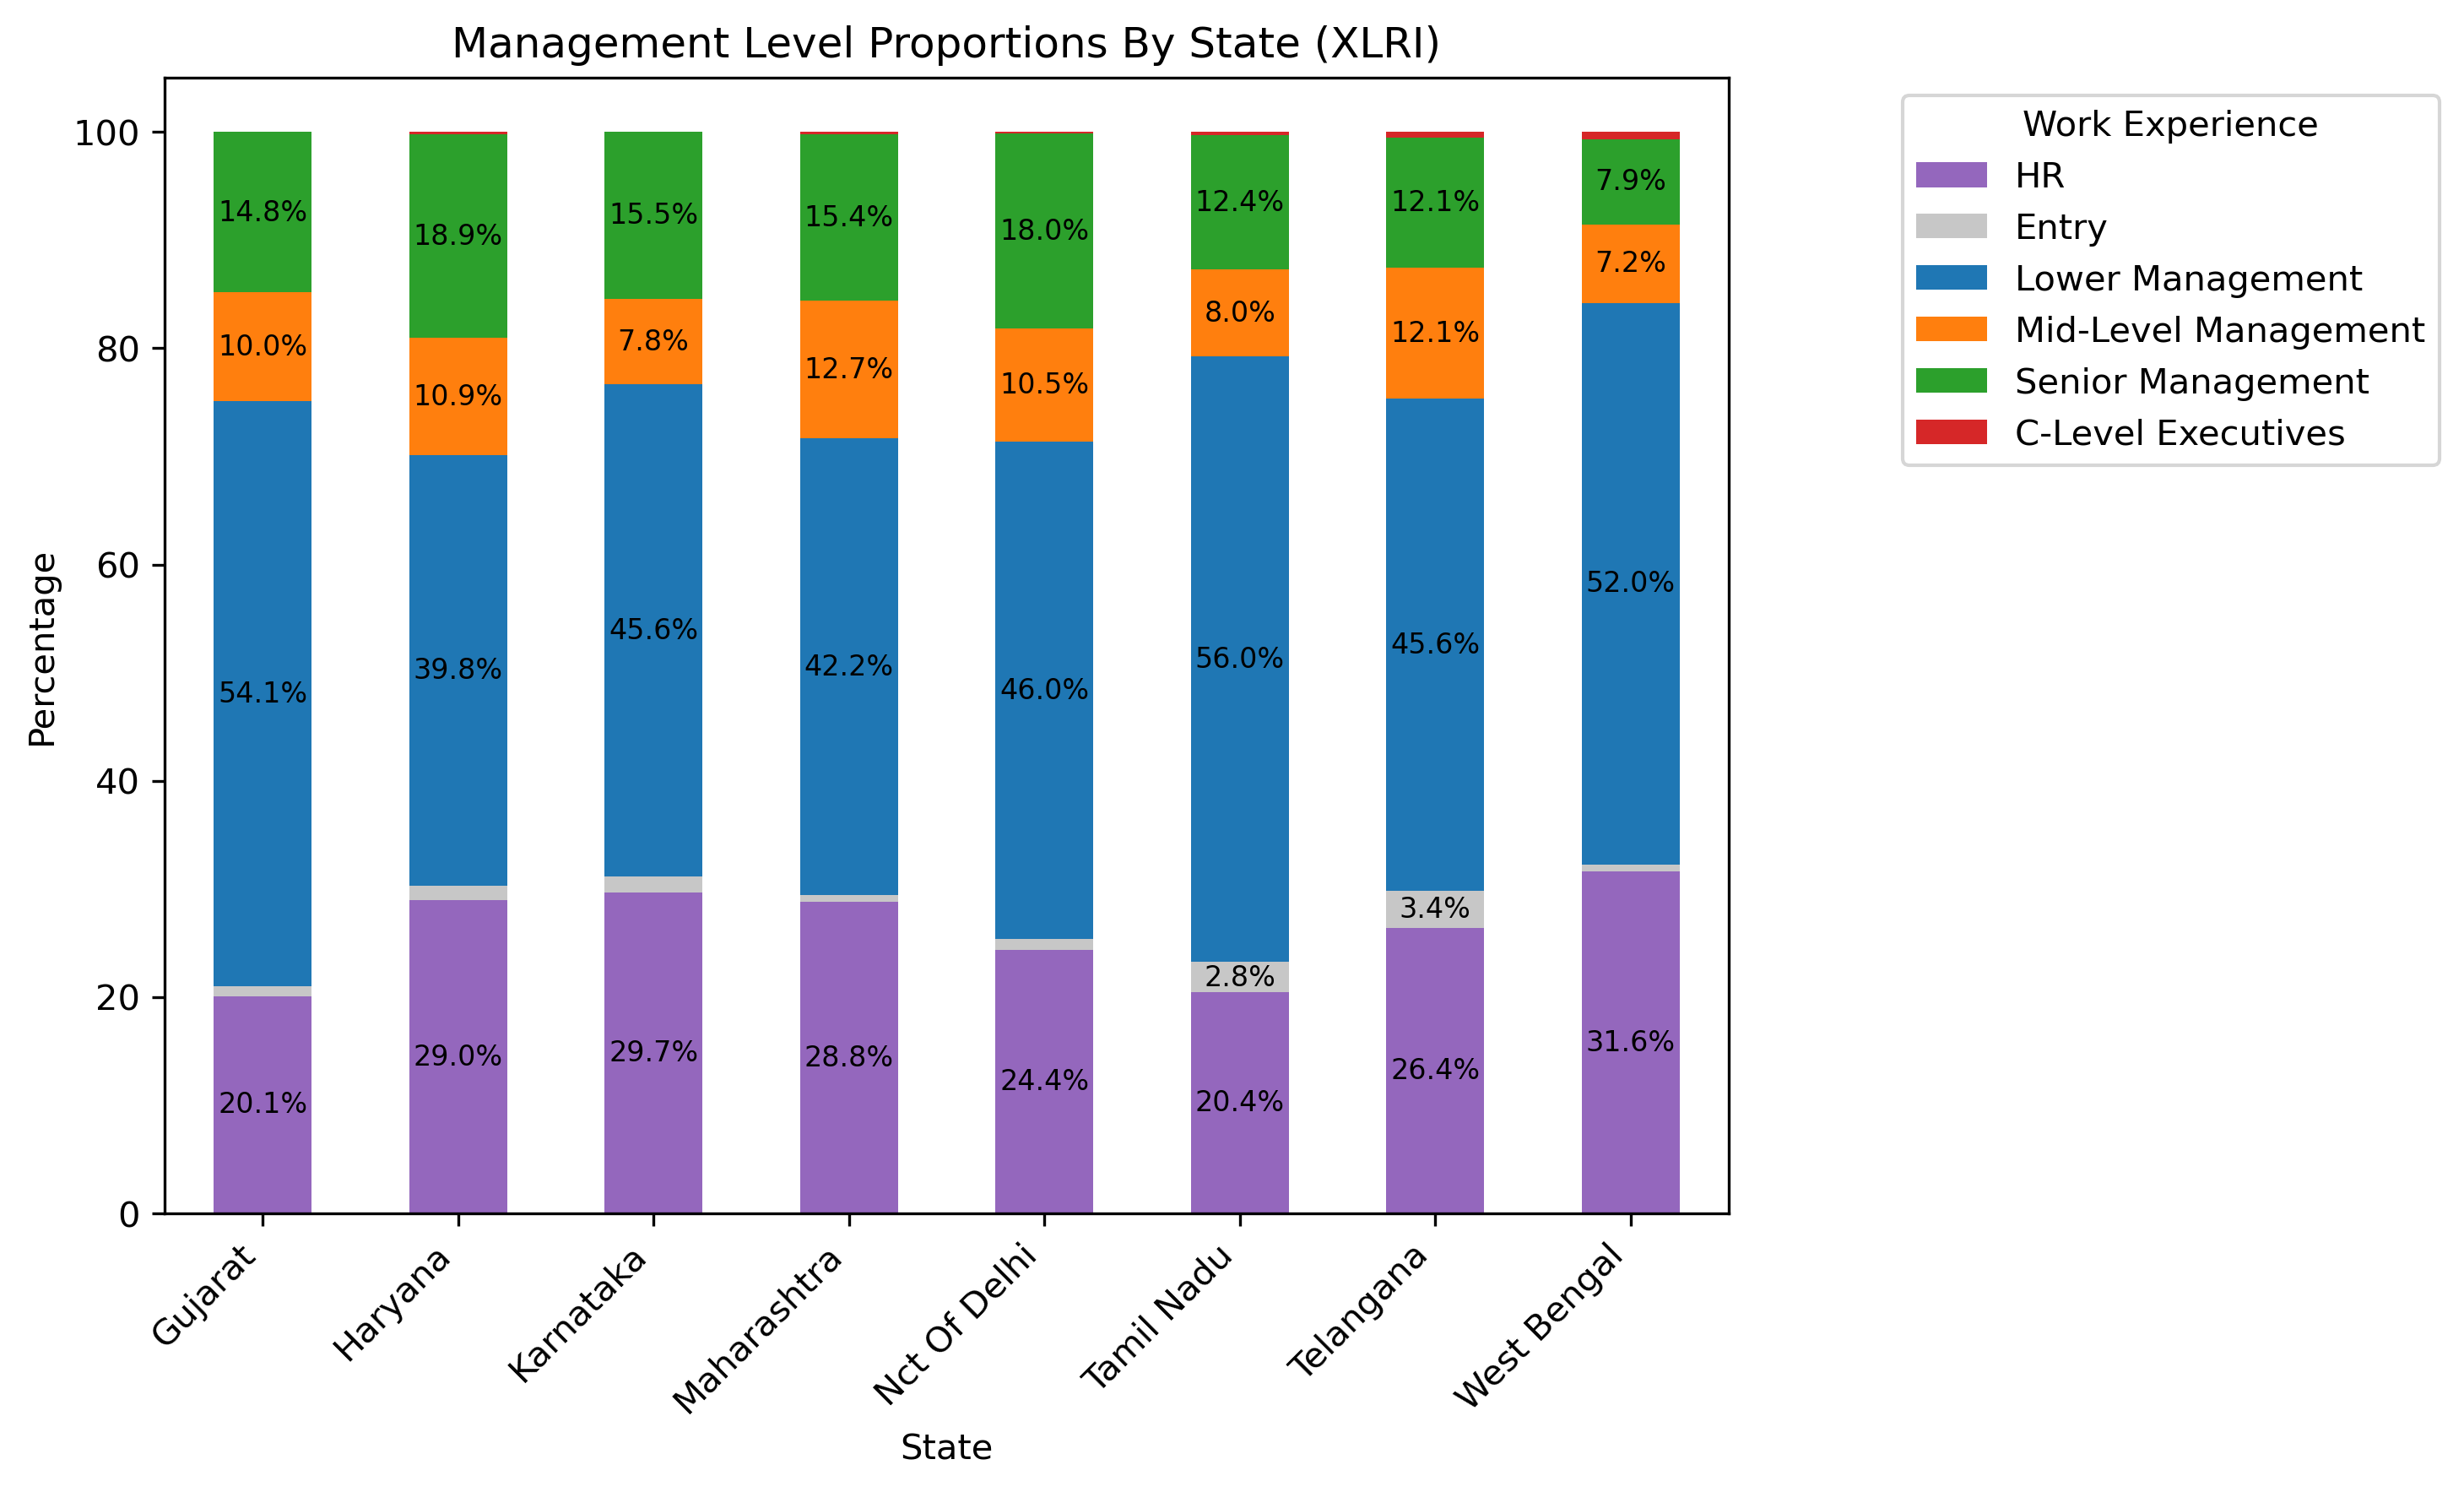 Management Level Proportions By State (XLRI)
Percentage
100
80
60
40
20
0
14.8%
10.0%
54.1%
20.1%
18.9%
10.9%
39.8%
29.0%
15.5%
7.8%
45.6%
29.7%
15.4%
12.7%
42.2%
28.8%
18.0%
10.5%
46.0%
24.4%
12.4%
8.0%
56.0%
2.8%
20.4%
12.1%
12.1%
45.6%
3.4%
26.4%
7.9%
7.2%
52.0%
31.6%
Gujarat
Haryana
Karnataka
Maharashtra
Nct Of Delhi
Tamil Nadu
Telangana
West Bengal
State
Work Experience
HR
Entry
Lower Management
Mid-Level Management
Senior Management
C-Level Executives